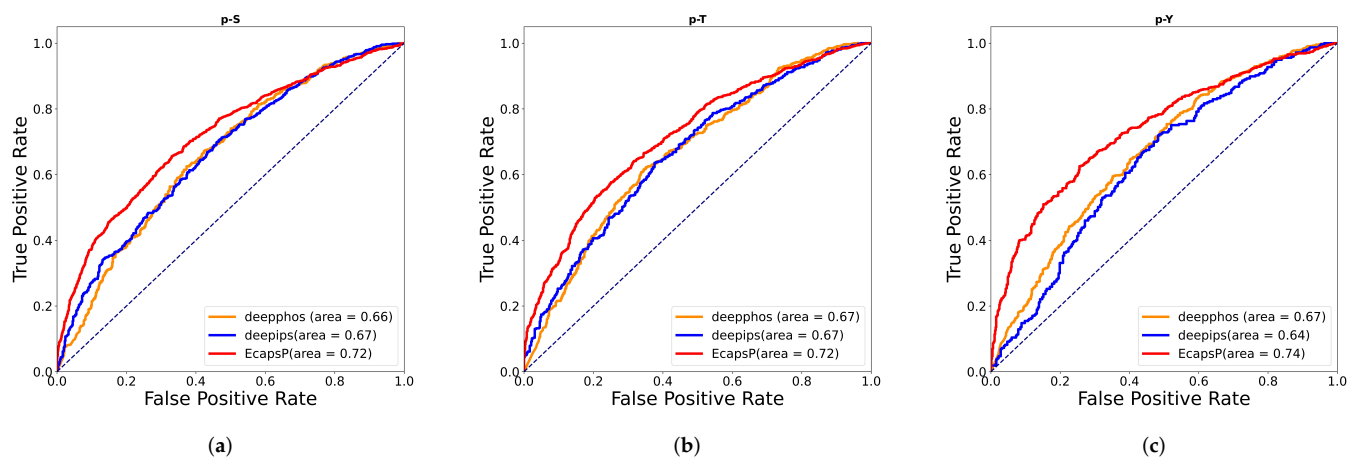 p-S
1.0
0.8
0.6
0.4
0.2
0.0
0.0 0.2 0.4 0.6 0.8 1.0
True Positive Rate
False Positive Rate
deepphos (area = 0.66)
deepips(area = 0.67)
EcapsP(area = 0.72)
(a)
p-T
1.0
0.8
0.6
0.4
0.2
0.0
0.0 0.2 0.4 0.6 0.8 1.0
True Positive Rate
False Positive Rate
deepphos (area = 0.67)
deepips(area = 0.67)
EcapsP(area = 0.72)
(b)
p-Y
1.0
0.8
0.6
0.4
0.2
0.0
0.0 0.2 0.4 0.6 0.8 1.0
True Positive Rate
False Positive Rate
deepphos (area = 0.67)
deepips(area = 0.64)
EcapsP(area = 0.74)
(c)